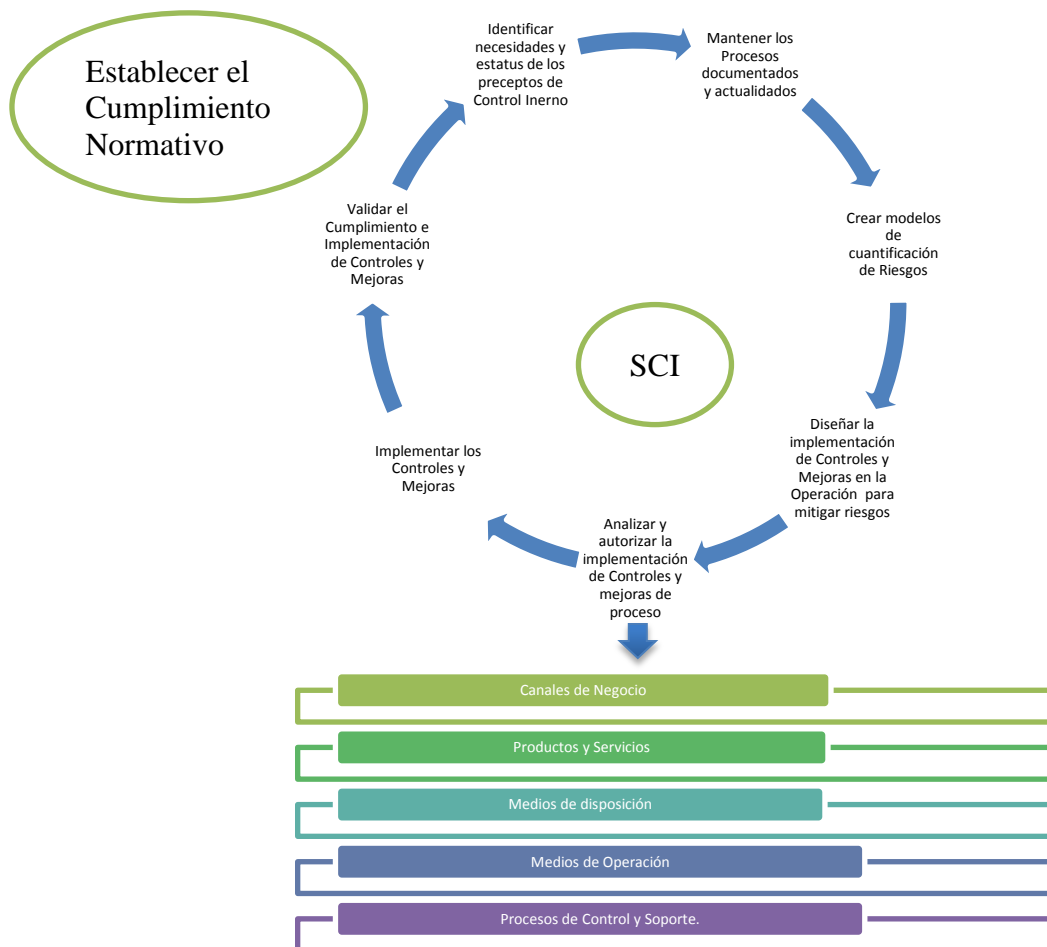 Establecer el
Cumplimiento
Normativo
Identificar
necesidades y
estatus de los
preceptos de
Control Inerno
Mantener los
Procesos
documentados
y actualidados
Crear modelos
de
cuantificación
de Riesgos
Diseñar la
implementación
de Controles y
Mejoras en la
Operación para
mitigar riesgos
Analizar y
autorizar la
implementación
de Controles y
mejoras de
proceso
Implementar los
Controles y
Mejoras
Validar el
Cumplimiento e
Implementación
de Controles y
Mejoras
SCI
Canales de Negocio
Productos y Servicios
Medios de disposición
Medios de Operación
Procesos de Control y Soporte.